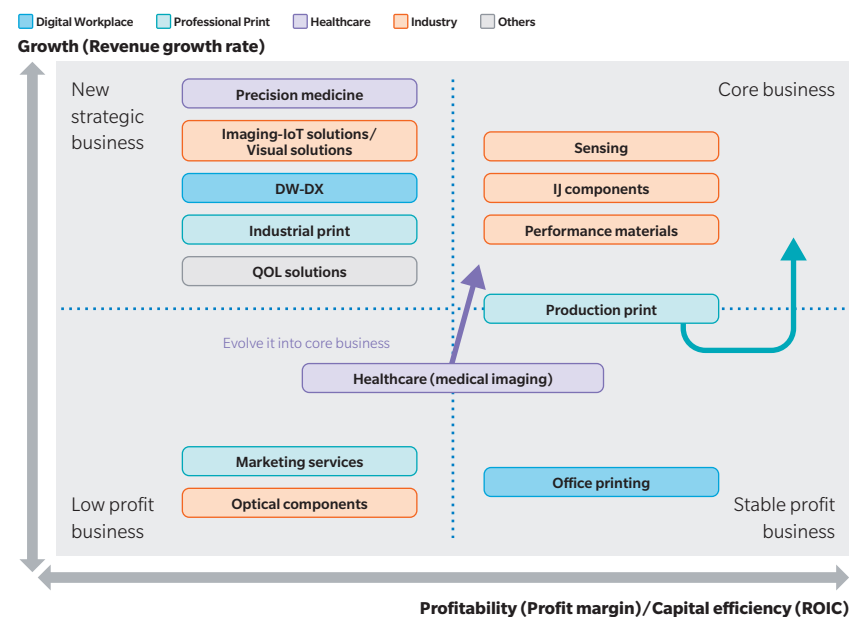 Digital Workplace
Professional Print
Healthcare
Industry
Others
Growth (Revenue growth rate)
New
strategic
business
Core business
Precision medicine
Imaging-IoT solutions/
Visual solutions
DW-DX
Industrial print
QOL solutions
Sensing
IJ components
Performance materials
Production print
Evolve it into core business
Healthcare (medical imaging)
Marketing services
Optical components
Office printing
Low profit
business
Stable profit
business
Profitability (Profit margin)/Capital efficiency (ROIC)